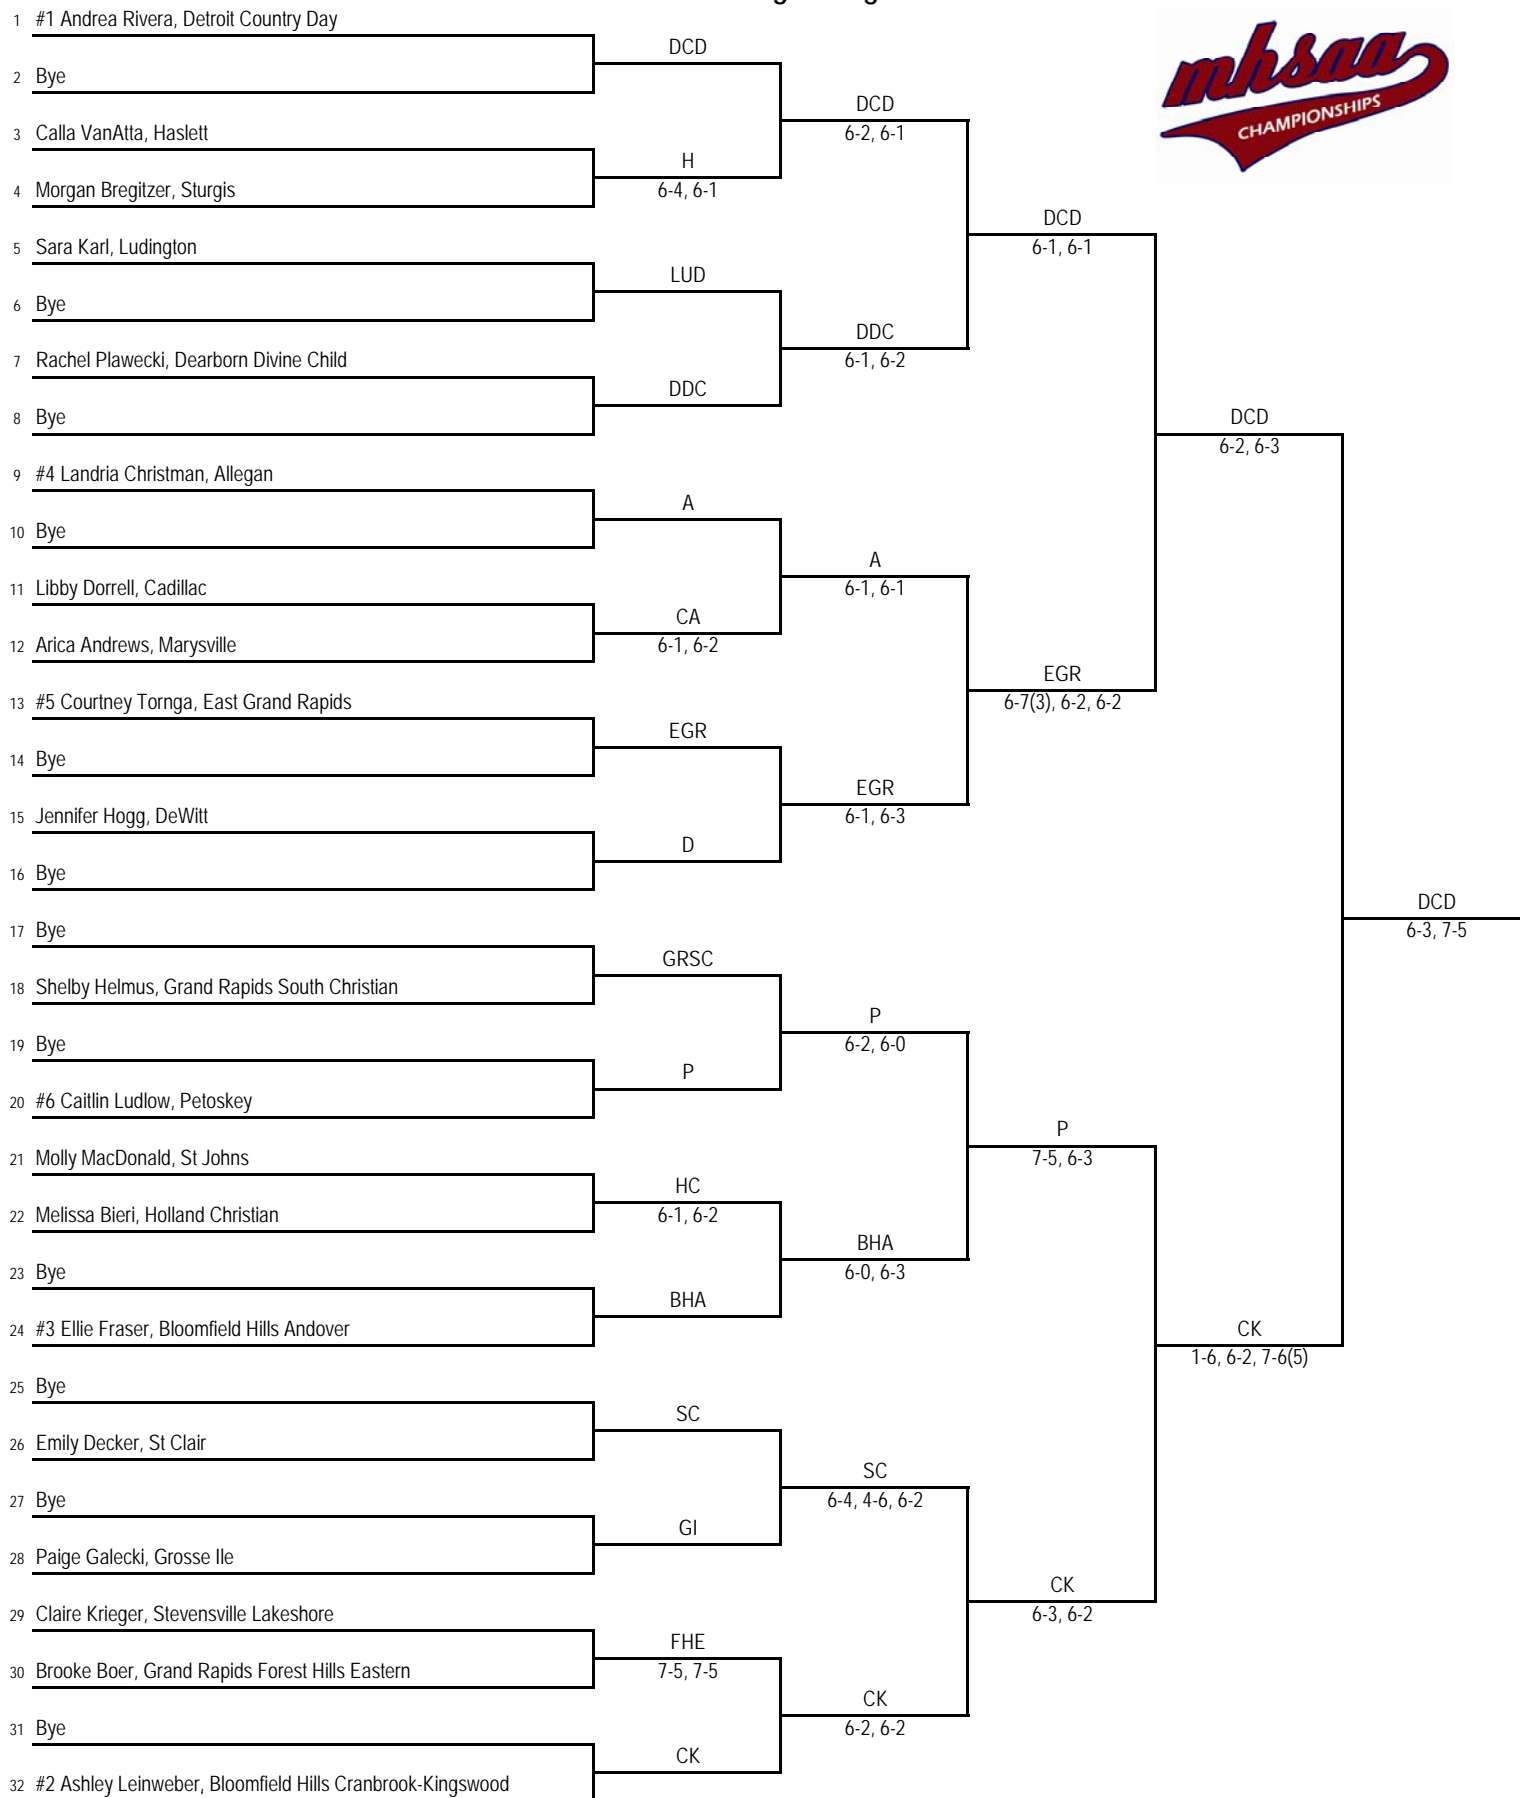 1 #1 Andrea Rivera, Detroit Country Day
DCD
2 Bye
DCD
6-2, 6-1
3 Calla VanAtta, Haslett
H
6-4, 6-1
4 Morgan Bregitzer, Sturgis
DCD
6-1, 6-1
5 Sara Karl, Ludington
LUD
6 Bye
DDC
6-1, 6-2
7 Rachel Plawecki, Dearborn Divine Child
DDC
8 Bye
DCD
6-2, 6-3
9 #4 Landria Christman, Allegan
A
10 Bye
A
6-1, 6-1
11 Libby Dorrell, Cadillac
CA
6-1, 6-2
12 Arica Andrews, Marysville
EGR
6-7(3), 6-2, 6-2
13 #5 Courtney Tornga, East Grand Rapids
EGR
14 Bye
EGR
6-1, 6-3
15 Jennifer Hogg, DeWitt
D
16 Bye
DCD
6-3, 7-5
17 Bye
GRSC
18 Shelby Helmus, Grand Rapids South Christian
P
6-2, 6-0
19 Bye
P
20 #6 Caitlin Ludlow, Petoskey
P
7-5, 6-3
21 Molly MacDonald, St Johns
HC
6-1, 6-2
22 Melissa Bieri, Holland Christian
BHA
6-0, 6-3
23 Bye
BHA
24 #3 Ellie Fraser, Bloomfield Hills Andover
CK
1-6, 6-2, 7-6(5)
25 Bye
SC
26 Emily Decker, St Clair
SC
6-4, 4-6, 6-2
27 Bye
GI
28 Paige Galecki, Grosse Ile
CK
6-3, 6-2
29 Claire Krieger, Stevensville Lakeshore
FHE
7-5, 7-5
30 Brooke Boer, Grand Rapids Forest Hills Eastern
CK
6-2, 6-2
31 Bye
CK
32 #2 Ashley Leinweber, Bloomfield Hills Cranbrook-Kingswood
mhsaa
CHAMPIONSHIPS